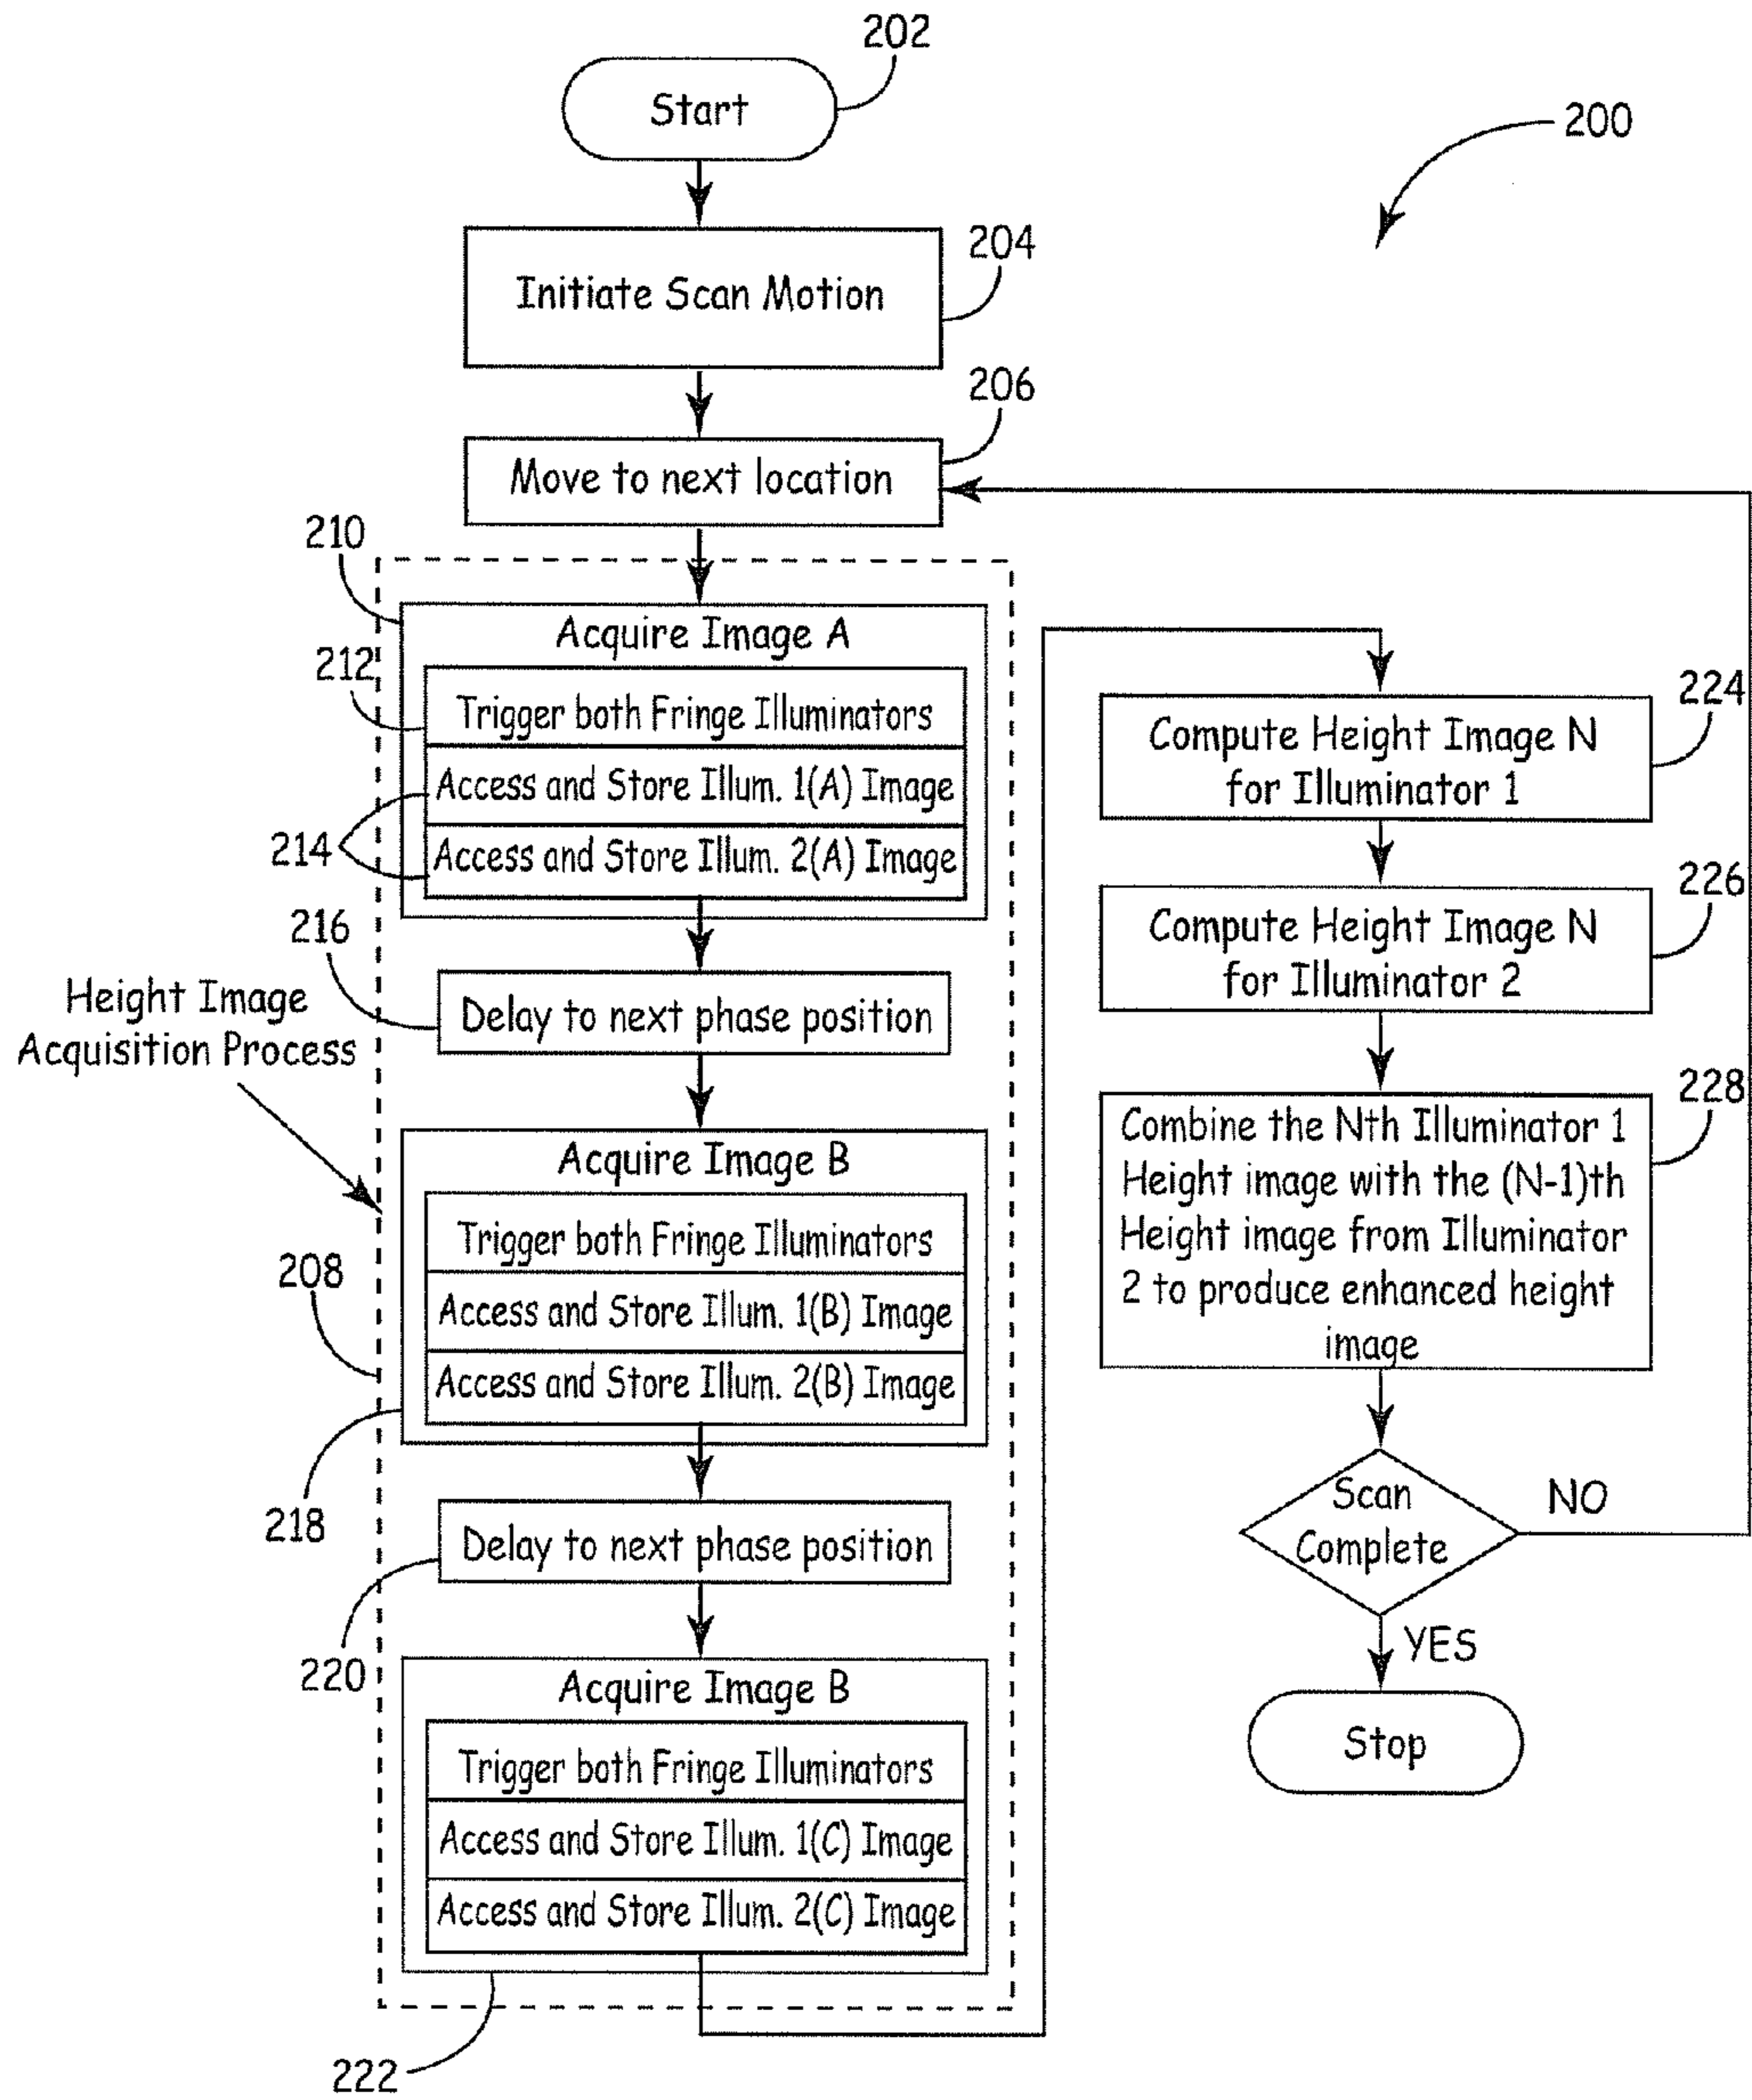 202
Start
200
204
Initiate Scan Motion
206
Move to next location
210
Acquire Image A
212
Trigger both Fringe Illuminators
Access and Store Illum. 1(A) Image
214
Access and Store Illum. 2(A) Image
216
Delay to next phase position
Height Image
Acquisition Process
Acquire Image B
Trigger both Fringe Illuminators
208
Access and Store Illum. 1(B) Image
Access and Store Illum. 2(B) Image
218
Delay to next phase position
220
Acquire Image B
Trigger both Fringe Illuminators
Access and Store Illum. 1(C) Image
Access and Store Illum. 2(C) Image
222
224
Compute Height Image N
for Illuminator 1
226
Compute Height Image N
for Illuminator 2
228
Combine the Nth Illuminator 1
Height image with the (N-1)th
Height image from Illuminator
2 to produce enhanced height
image
Scan
Complete
NO
YES
Stop